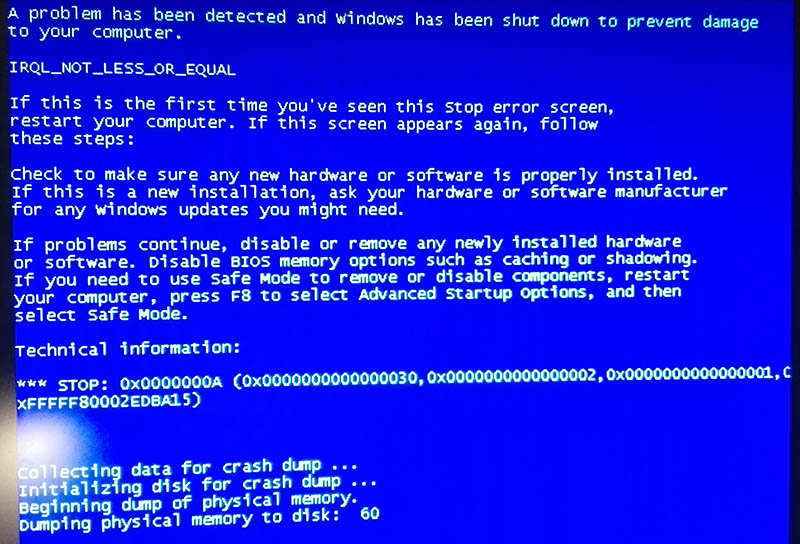 A problem has been detected and Windows has been shut down to prevent damage
to your computer.
IRQL_NOT_LESS_OR_EQUAL
If this is the first time you've seen this Stop error screen,
restart your computer. If this screen appears again, follow
these steps:
Check to make sure any new hardware or software is properly installed.
If this is a new installation, ask your hardware or software manufacturer
for any Windows updates you might need.
If problems continue, disable or remove any newly installed hardware
or software. Disable BIOS memory options such as caching or shadowing.
If you need to use Safe Mode to remove or disable components, restart
your computer, press F8 to select Advanced Startup Options, and then
select Safe Mode.
Technical information:
*** STOP: 0x0000000A (0x0000000000000030,0x0000000000000002,0x0000000000000001,0
xFFFFF80002EDBA15)
Collecting data for crash dump ...
Initializing disk for crash dump ...
Beginning dump of physical memory.
Dumping physical memory to disk: 60